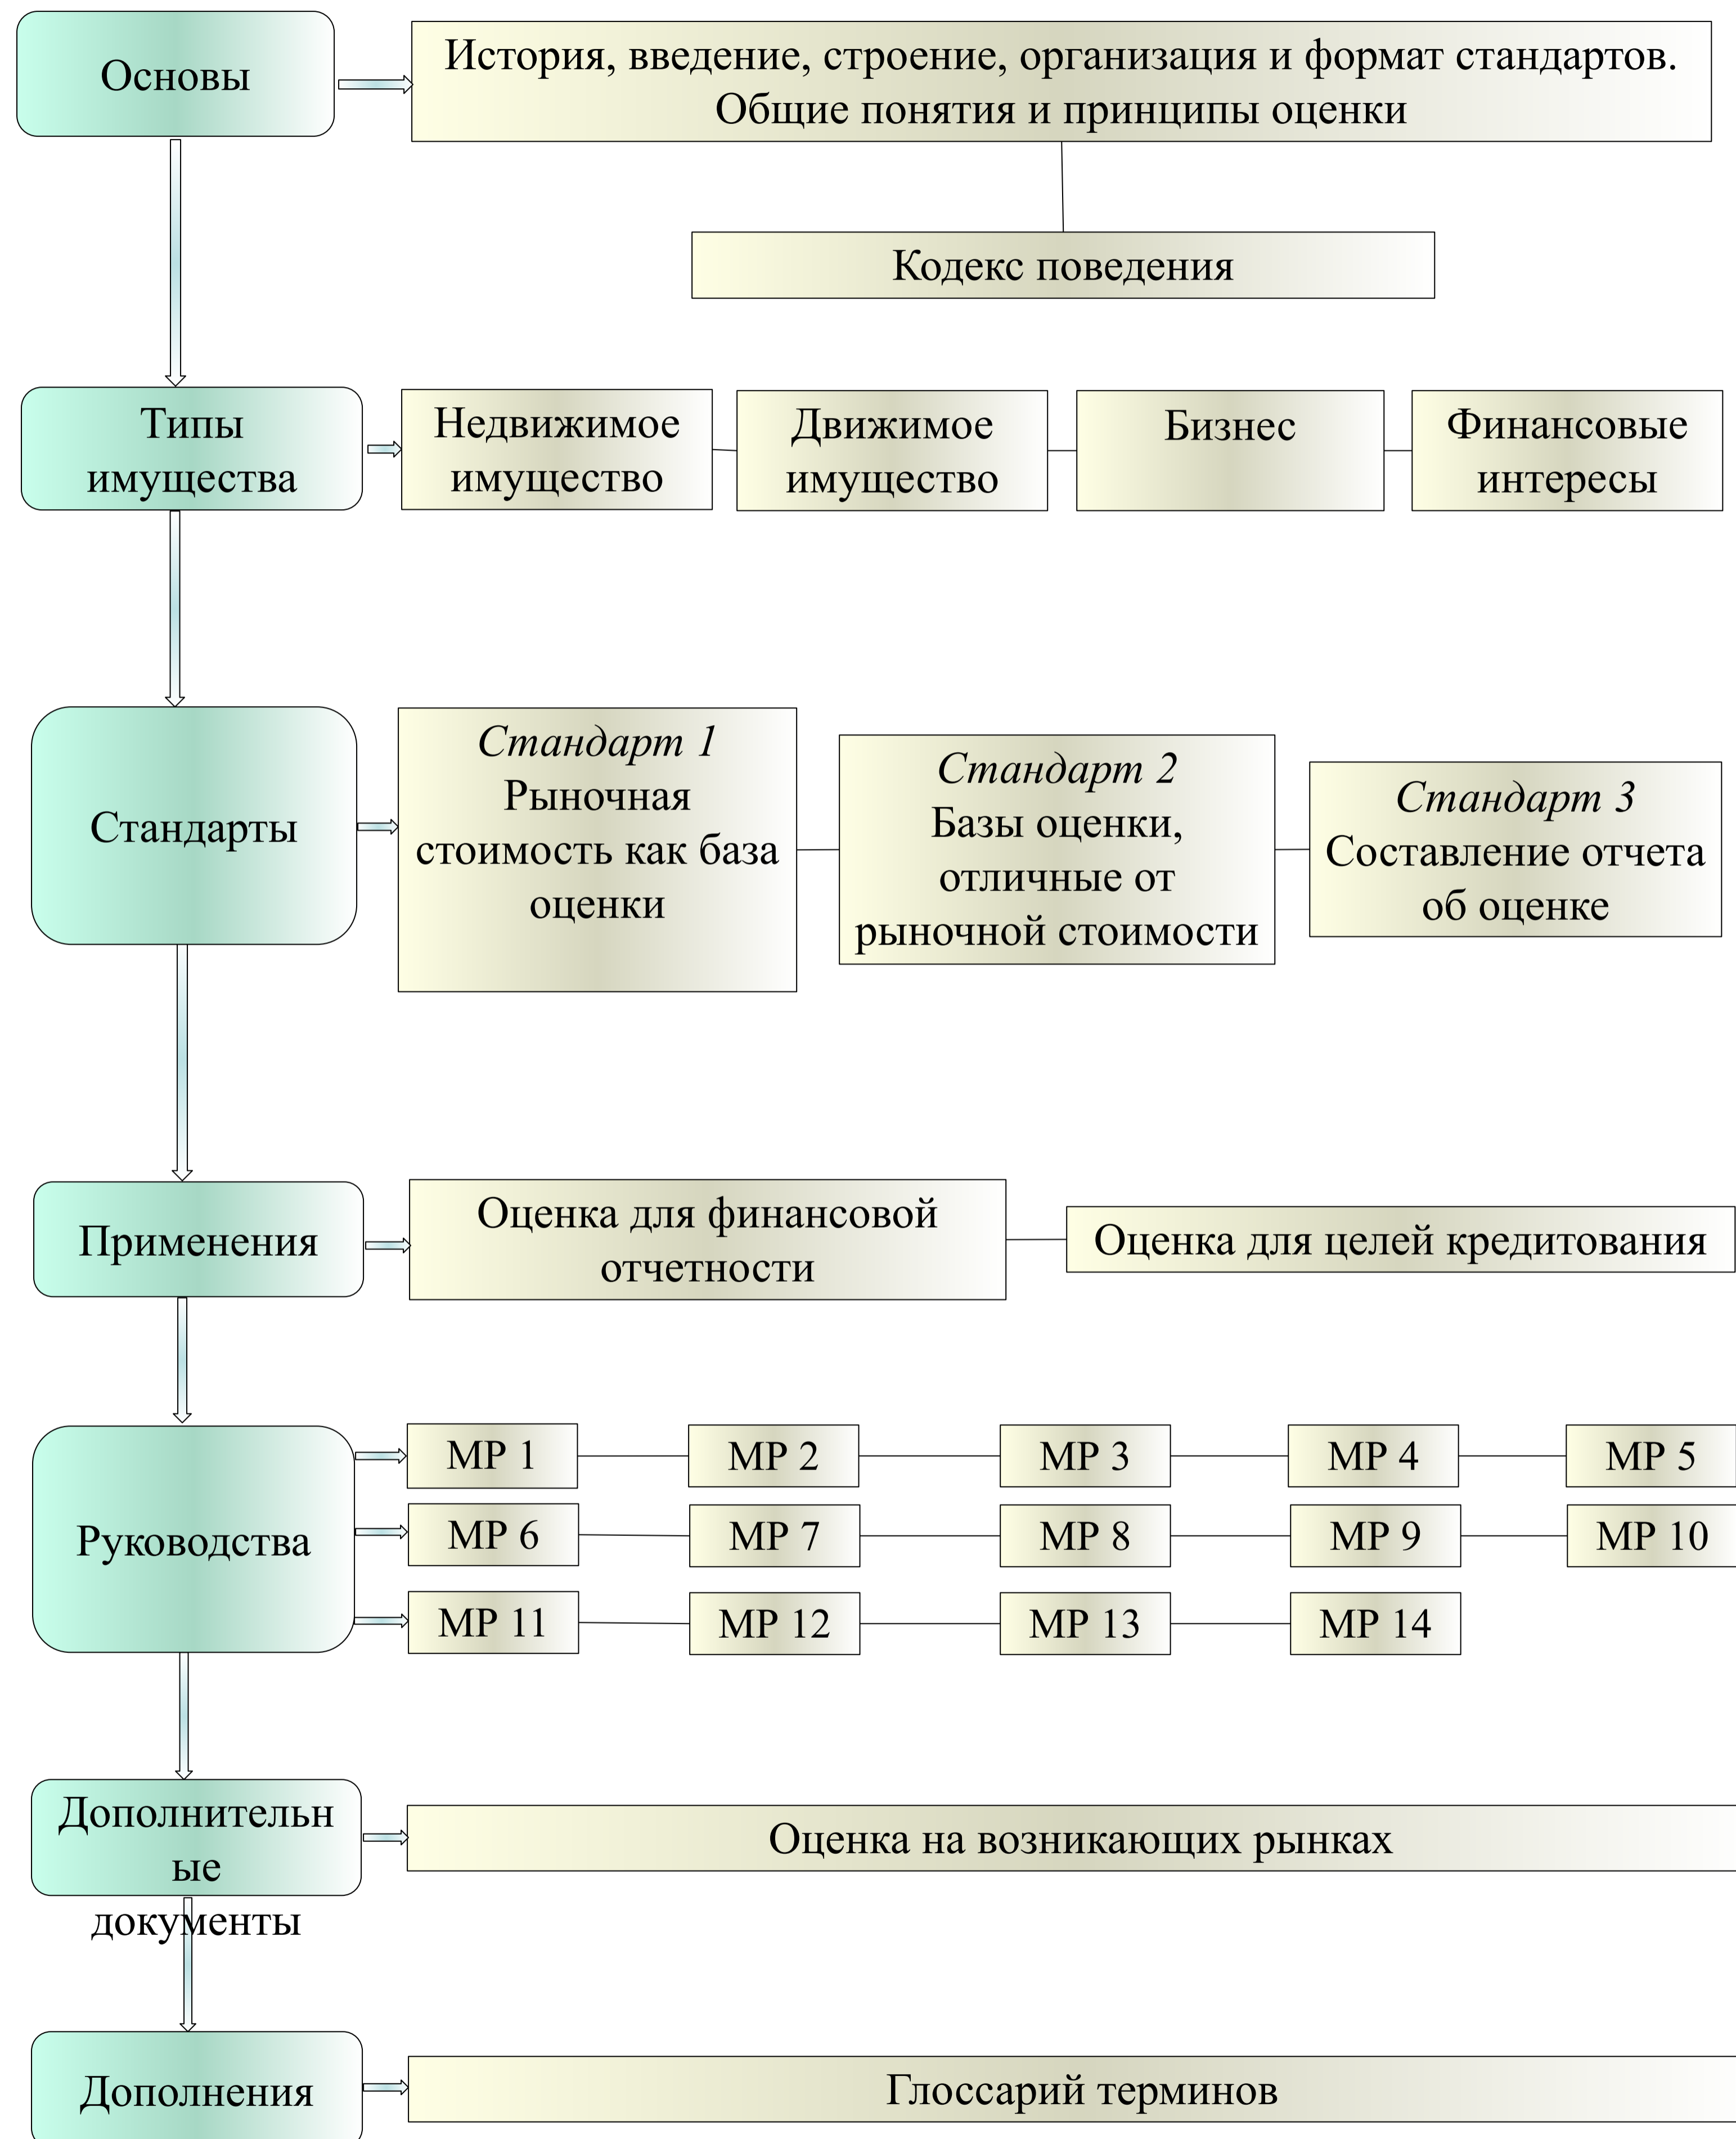 Основы
История, введение, строение, организация и формат стандартов.
Общие понятия и принципы оценки
Кодекс поведения
Типы
имущества
Недвижимое
имущество
Движимое
имущество
Бизнес
Финансовые
интересы
Стандарты
Стандарт 1
Рыночная
стоимость как база
оценки
Стандарт 2
Базы оценки,
отличные от
рыночной стоимости
Стандарт 3
Составление отчета
об оценке
Применения
Оценка для финансовой
отчетности
Оценка для целей кредитования
Руководства
МР 1
МР 2
МР 3
МР 4
МР 5
МР 6
МР 7
МР 8
МР 9
МР 10
МР 11
МР 12
МР 13
МР 14
Дополнительн
ые
документы
Оценка на возникающих рынках
Дополнения
Глоссарий терминов